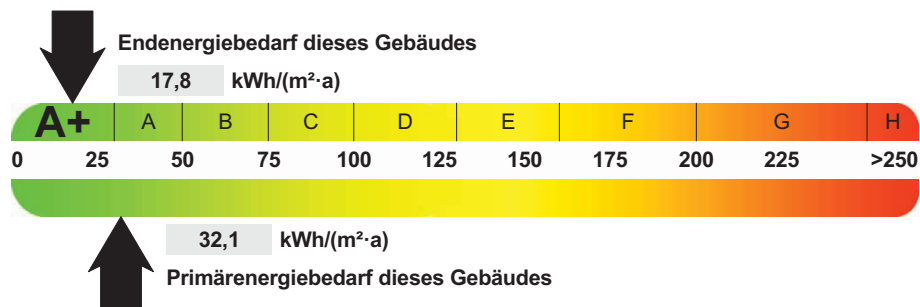 Endenergiebedarf dieses Gebäudes
17,8 kWh/(m²·a)
A+ A B C D E F G H
0 25 50 75 100 125 150 175 200 225 >250
32,1 kWh/(m²·a)
Primärenergiebedarf dieses Gebäudes